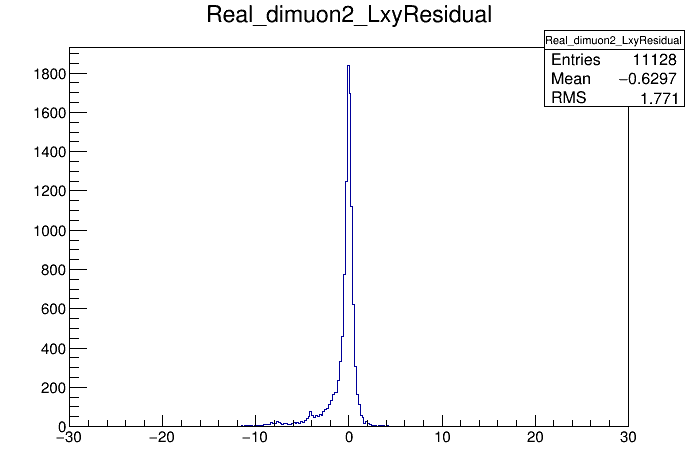 Real_dimuon2_LxyResidual
Real_dimuon2_LxyResidual
Entries 11128
Mean −0.6297
RMS 1.771
1800
1600
1400
1200
1000
800
600
400
200
0
−30 −20 −10 0 10 20 30